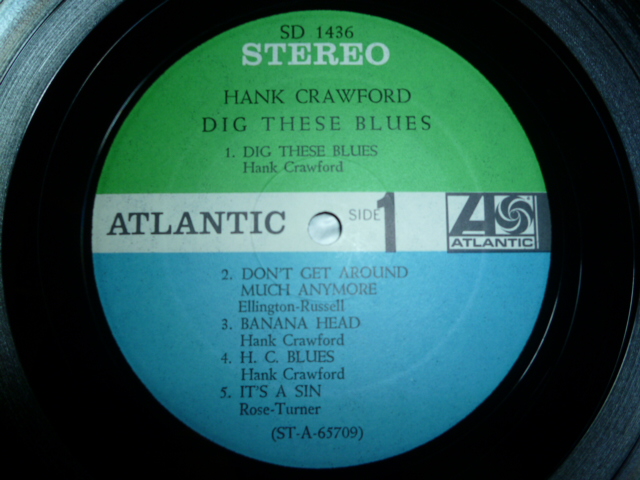 SD 1436
STEREO
HANK CRAWFORD
DIG THESE BLUES
1. DIG THESE BLUES
Hank Crawford
ATLANTIC SIDE 1 ATLANTIC
2. DON'T GET AROUND
MUCH ANYMORE
Ellington-Russell
3. BANANA HEAD
Hank Crawford
4. H. C. BLUES
Hank Crawford
5. IT'S A SIN
Rose-Turner
(ST-A-65709)